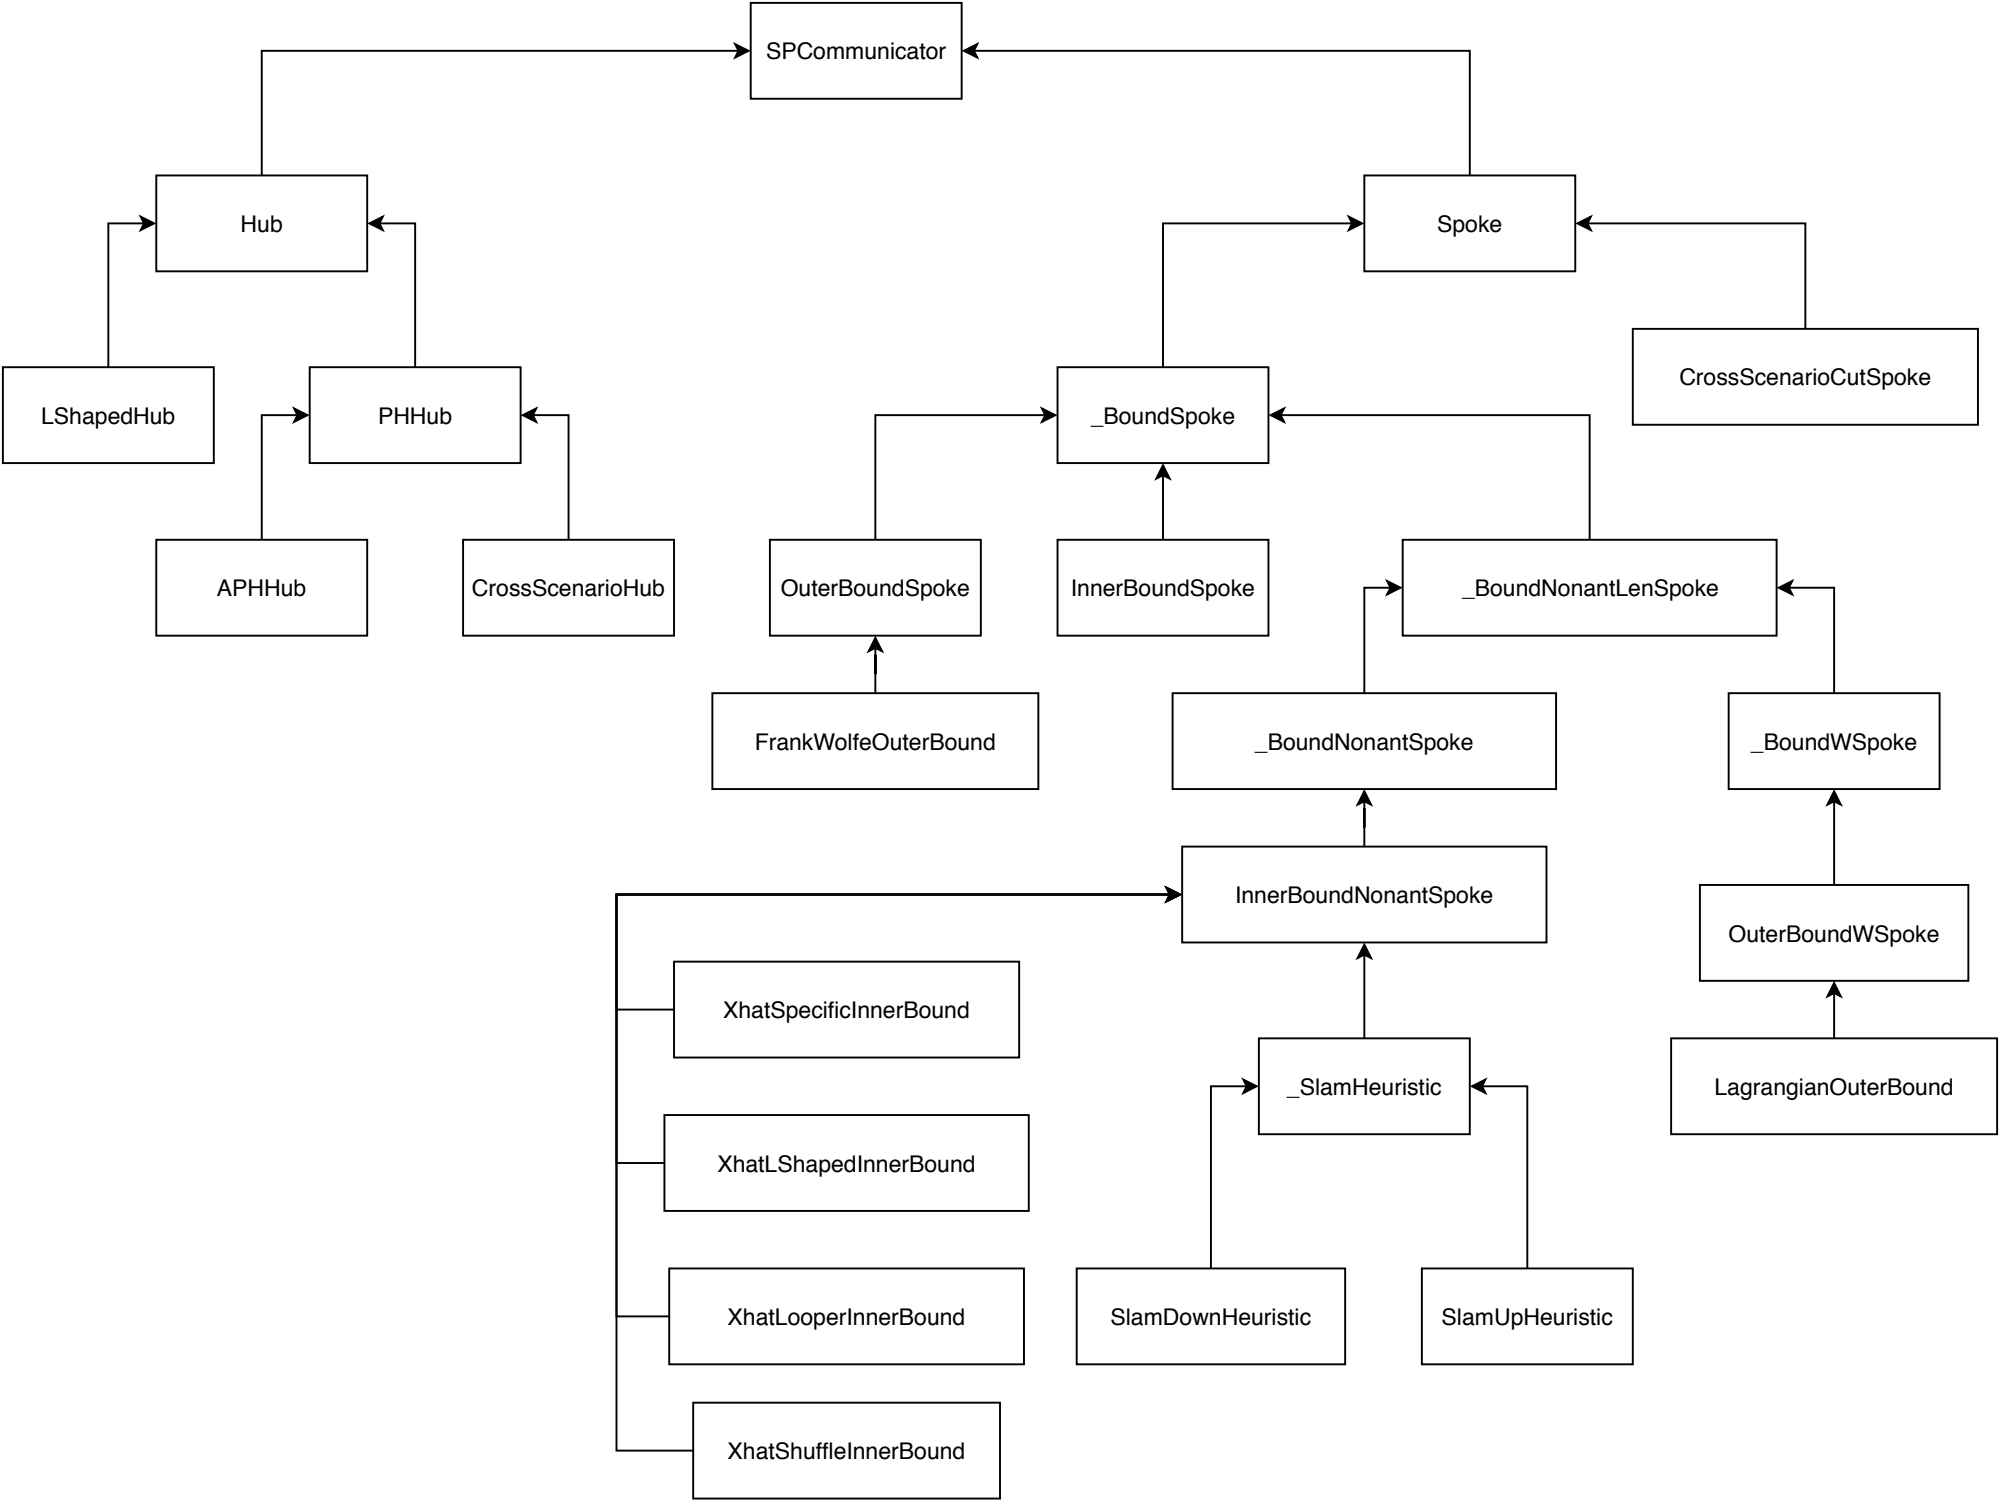 SPCommunicator
Hub
Spoke
CrossScenarioCutSpoke
LShapedHub
PHHub
_BoundSpoke
APHHub
CrossScenarioHub
OuterBoundSpoke
InnerBoundSpoke
_BoundNonantLenSpoke
FrankWolfeOuterBound
_BoundNonantSpoke
_BoundWSpoke
InnerBoundNonantSpoke
OuterBoundWSpoke
XhatSpecificInnerBound
_SlamHeuristic
LagrangianOuterBound
XhatLShapedInnerBound
XhatLooperInnerBound
SlamDownHeuristic
SlamUpHeuristic
XhatShuffleInnerBound